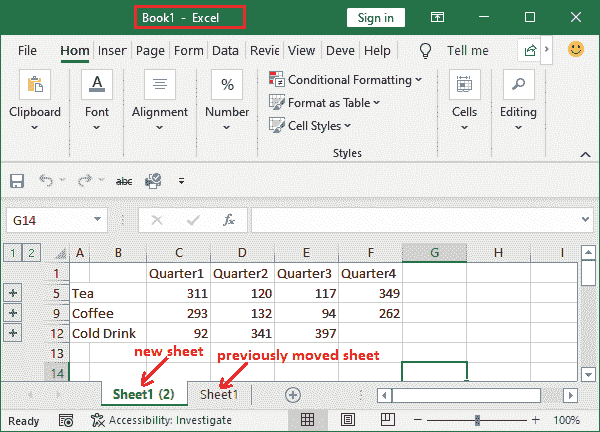 Book1 - Excel
Sign in
File Hom Inser Page Form Data Revie View Deve Help Tell me
Clipboard Font Alignment Number Conditional Formatting Format as Table Cell Styles Cells Editing
Styles
abc
G14 fx
1 2 A B C D E F G H I
1 Quarter1 Quarter2 Quarter3 Quarter4
5 Tea 311 120 117 349
9 Coffee 293 132 94 262
12 Cold Drink 92 341 397
13
new sheet previously moved sheet
14
Sheet1 (2) Sheet1
Ready Accessibility: Investigate 100%